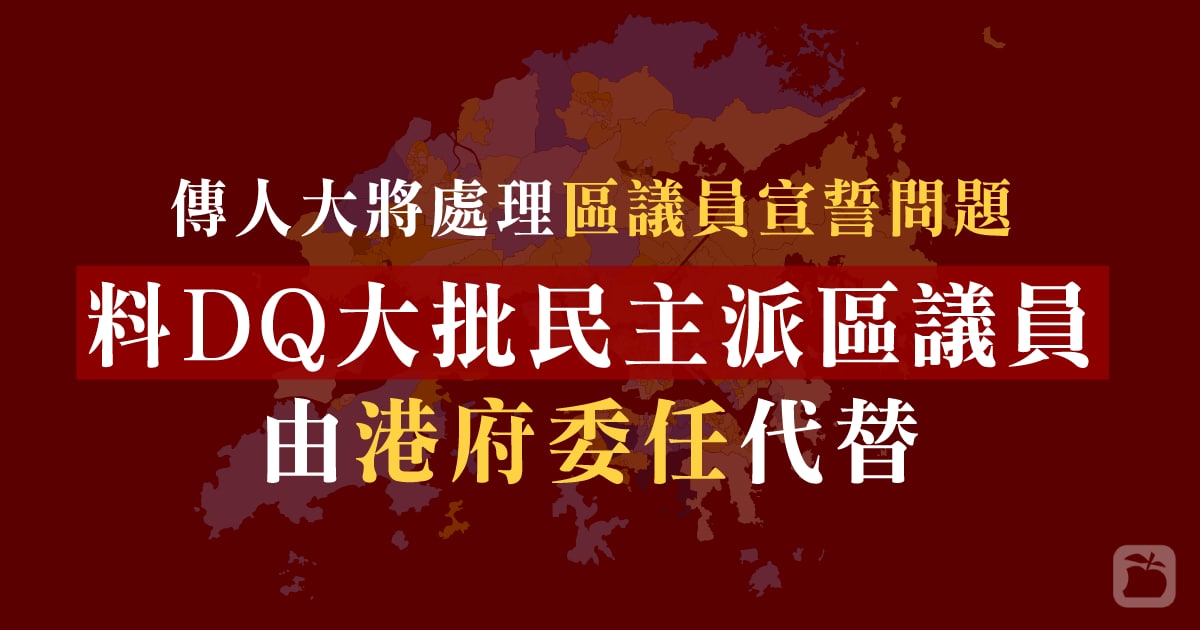 傳人大將處理區議員宣誓問題
料DQ大批民主派區議員
由港府委任代替